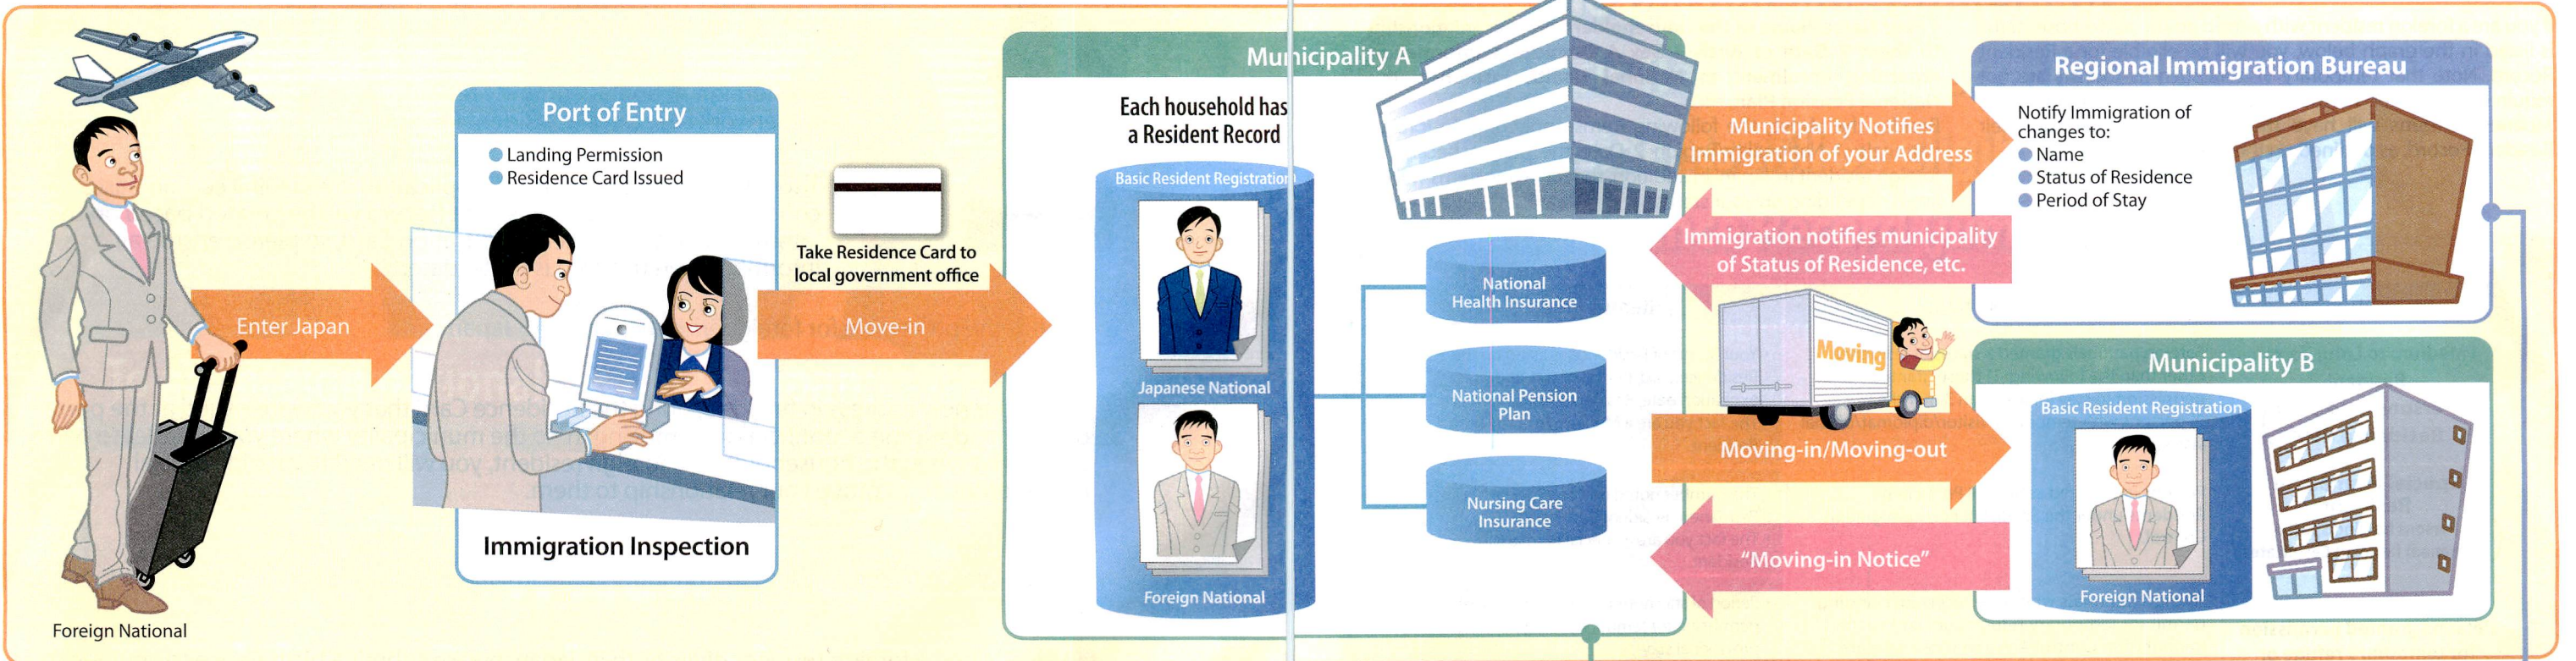 Foreign National
Enter Japan
Port of Entry
Landing Permission
Residence Card Issued
Immigration Inspection
Take Residence Card to
local government office
Move-in
Municipality A
Each household has
a Resident Record
Basic Resident Registration
Japanese National
Foreign National
National
Health Insurance
National Pension
Plan
Nursing Care
Insurance
Municipality Notifies
Immigration of your Address
Immigration notifies municipality
of Status of Residence, etc.
Regional Immigration Bureau
Notify Immigration of
changes to:
Name
Status of Residence
Period of Stay
Moving
Moving-in/Moving-out
"Moving-in Notice"
Municipality B
Basic Resident Registration
Foreign National